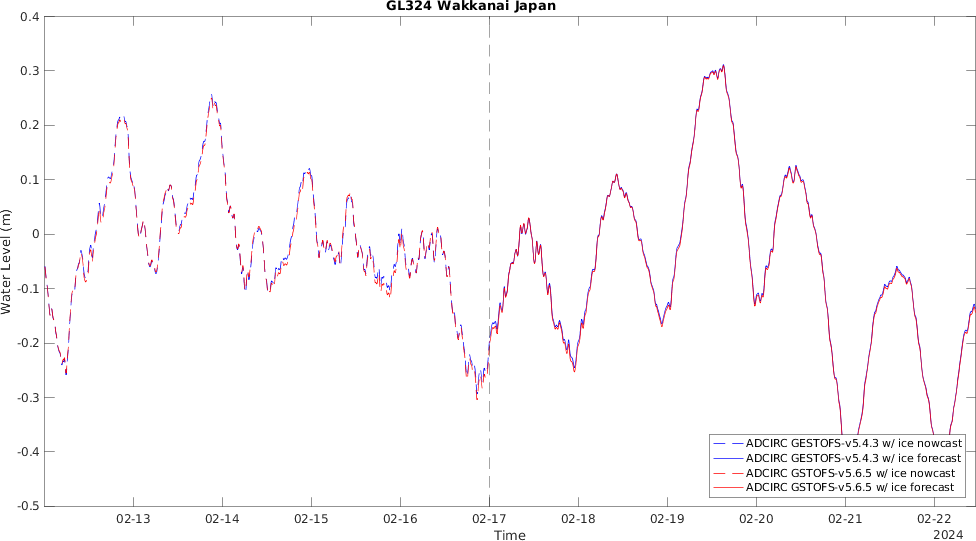 GL324 Wakkanai Japan
0.4
0.3
0.2
0.1
0
-0.1
-0.2
-0.3
-0.4
-0.5
Water Level (m)
ADCIRC GESTOFS-v5.4.3 w/ ice nowcast
ADCIRC GESTOFS-v5.4.3 w/ ice forecast
ADCIRC GSTOFS-v5.6.5 w/ ice nowcast
ADCIRC GSTOFS-v5.6.5 w/ ice forecast
02-13 02-14 02-15 02-16 02-17 02-18 02-19 02-20 02-21 02-22
Time
2024